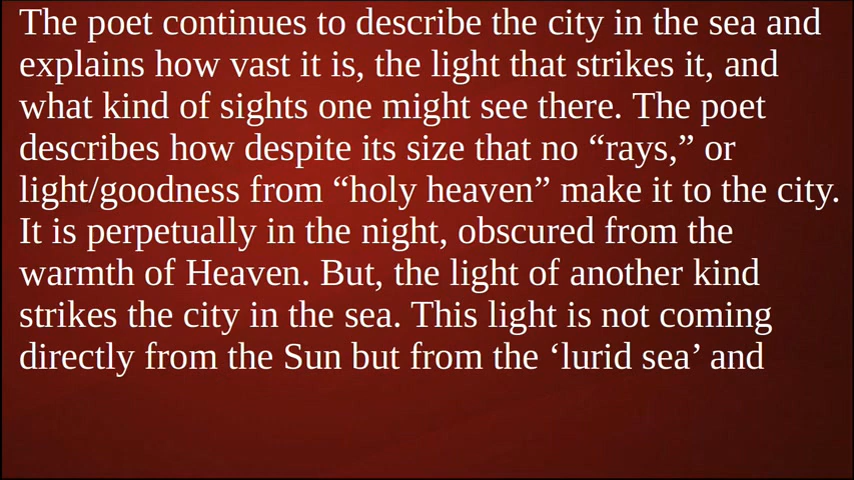 The poet continues to describe the city in the sea and
explains how vast it is, the light that strikes it, and
what kind of sights one might see there. The poet
describes how despite its size that no “rays,” or
light/goodness from “holy heaven” make it to the city.
It is perpetually in the night, obscured from the
warmth of Heaven. But, the light of another kind
strikes the city in the sea. This light is not coming
directly from the Sun but from the ‘lurid sea’ and